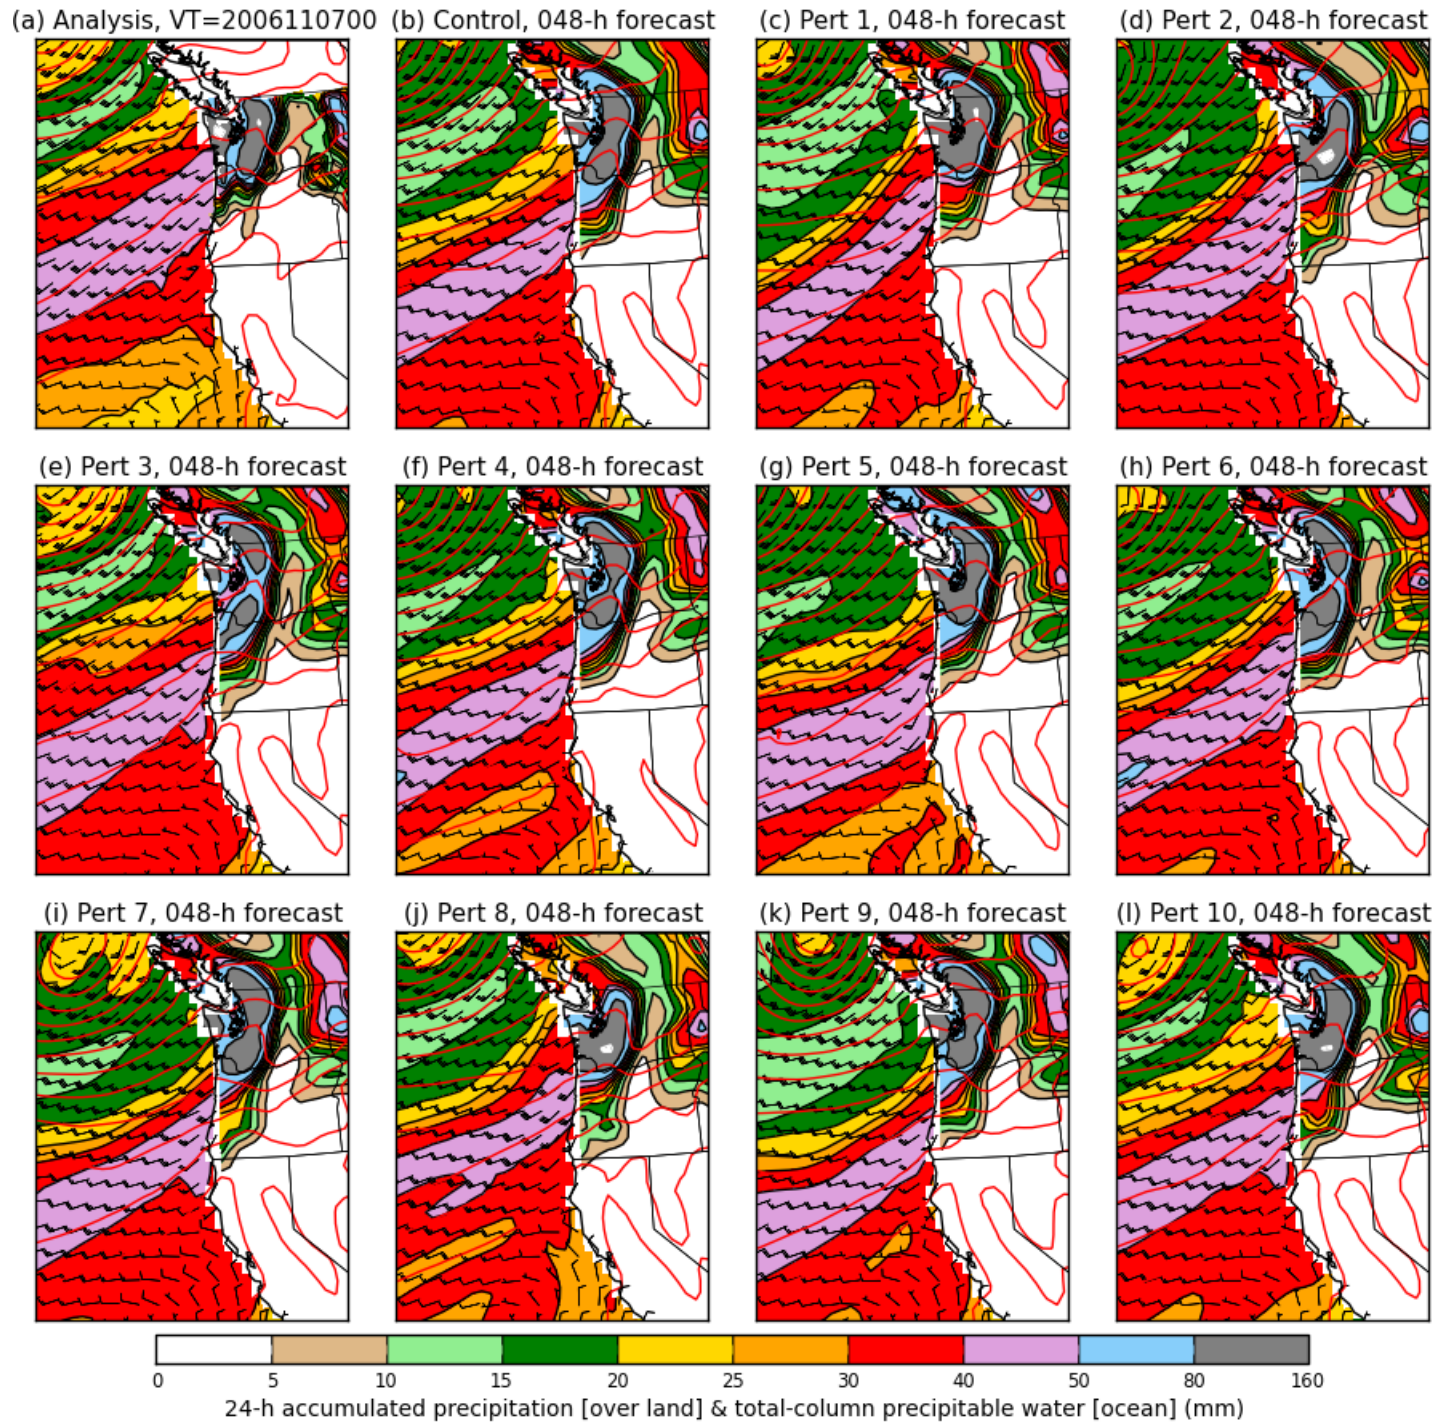 (a) Analysis, VT=2006110700
(b) Control, 048-h forecast
(c) Pert 1, 048-h forecast
(d) Pert 2, 048-h forecast
(e) Pert 3, 048-h forecast
(f) Pert 4, 048-h forecast
(g) Pert 5, 048-h forecast
(h) Pert 6, 048-h forecast
(i) Pert 7, 048-h forecast
(j) Pert 8, 048-h forecast
(k) Pert 9, 048-h forecast
(l) Pert 10, 048-h forecast
0 5 10 15 20 25 30 40 50 80 160
24-h accumulated precipitation [over land] & total-column precipitable water [ocean] (mm)